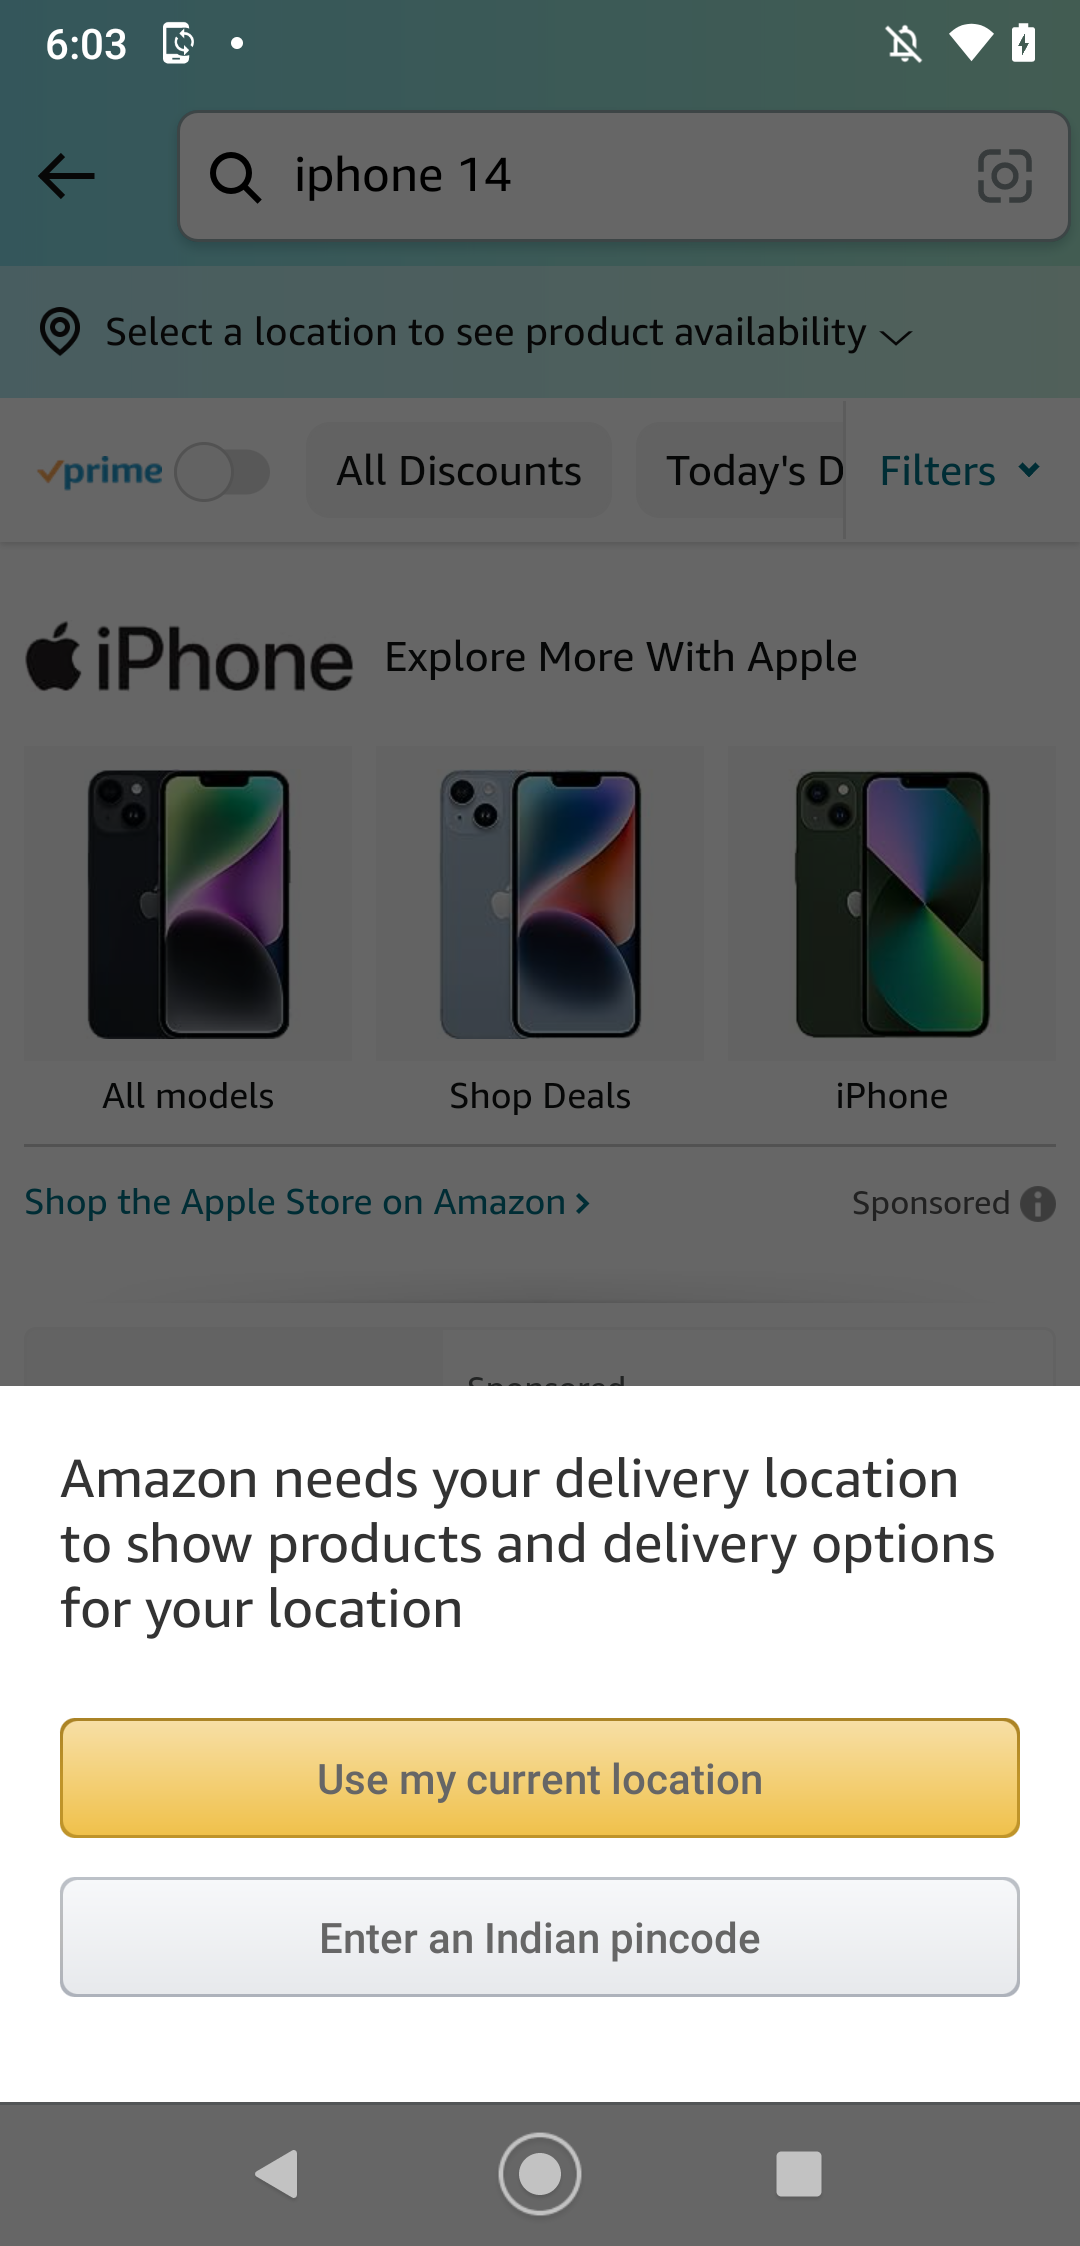 6:03
iphone 14
Select a location to see product availability
prime
All Discounts
Today's D
Filters
iPhone
Explore More With Apple
All models
Shop Deals
iPhone
Shop the Apple Store on Amazon
Sponsored
Sponsored
Amazon needs your delivery location
to show products and delivery options
for your location
Use my current location
Enter an Indian pincode